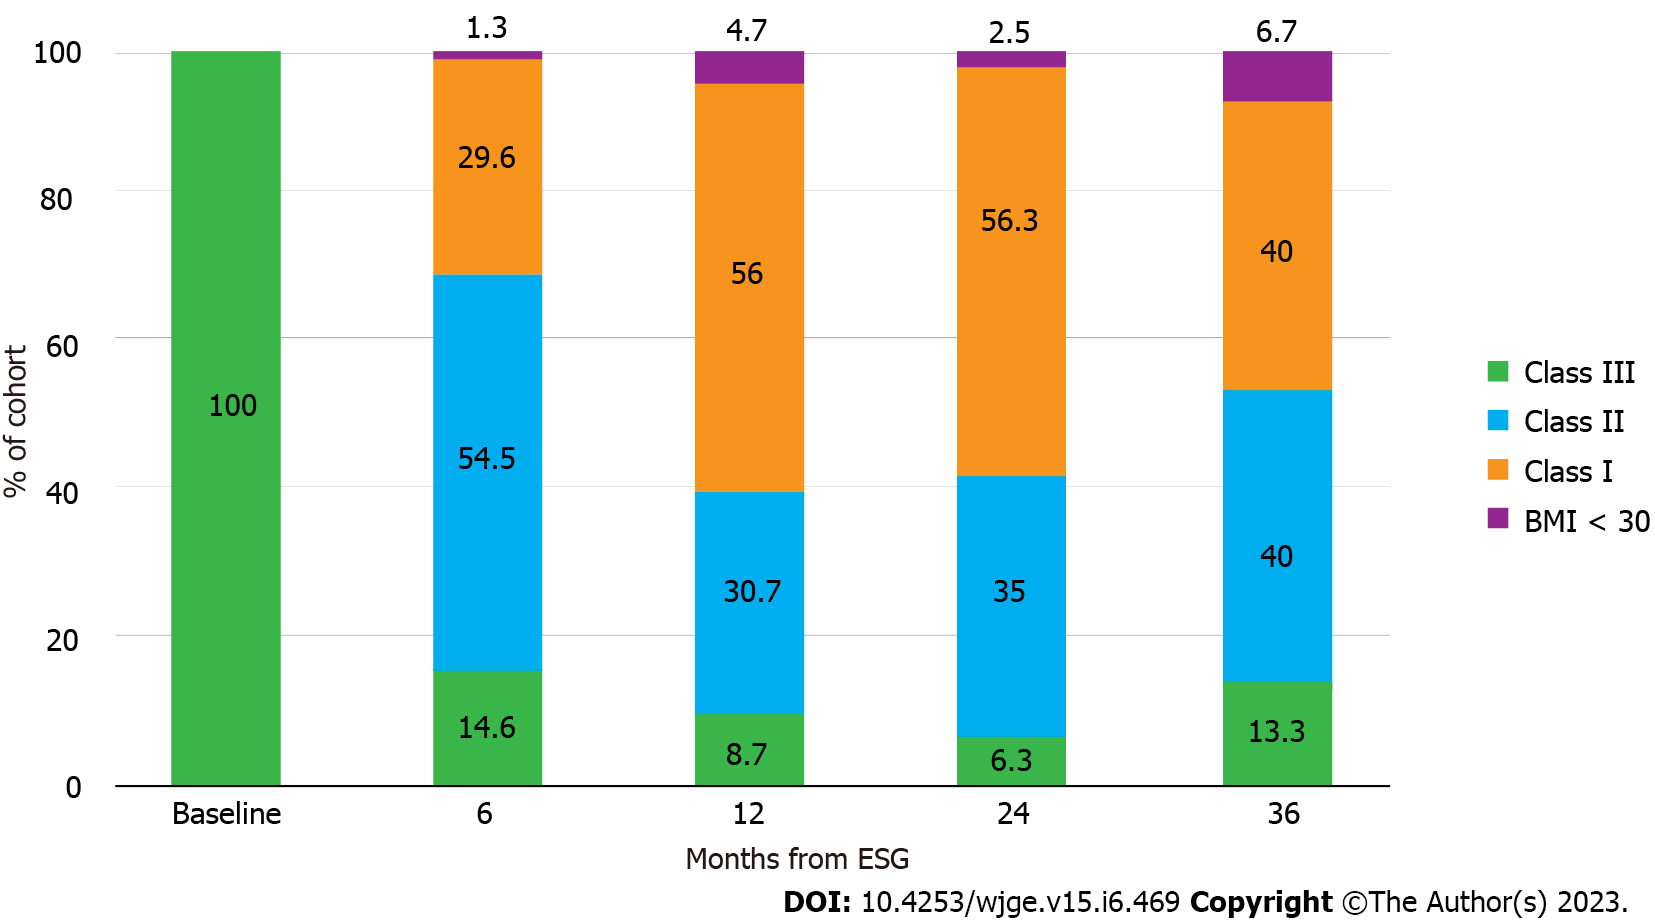 1.3 4.7 2.5 6.7
100
80
60
40
20
0
% of cohort
100
29.6
54.5
14.6
56
30.7
8.7
56.3
35
6.3
40
40
13.3
Baseline 6 12 24 36
Months from ESG
Class III
Class II
Class I
BMI < 30
DOI: 10.4253/wjge.v15.i6.469 Copyright ©The Author(s) 2023.